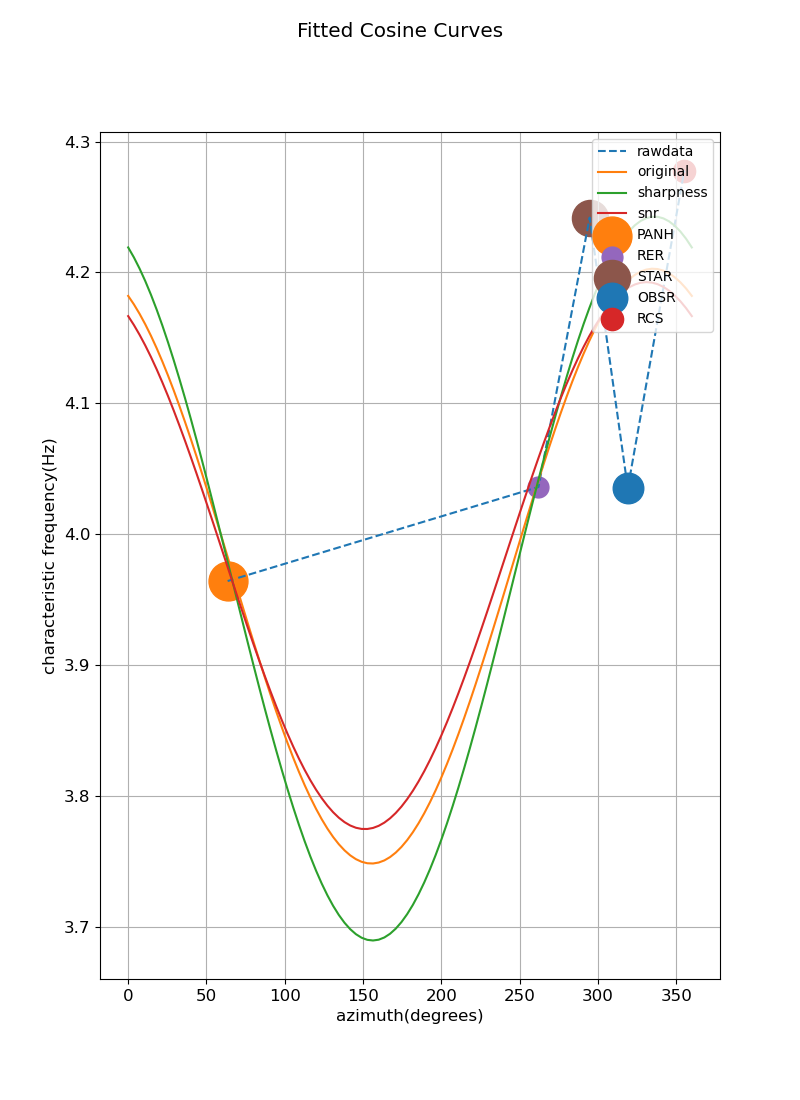 Fitted Cosine Curves
4.3
4.2
4.1
4.0
3.9
3.8
3.7
characteristic frequency(Hz)
rawdata
original
sharpness
snr
PANH
RER
STAR
OBSR
RCS
0 50 100 150 200 250 300 350
azimuth(degrees)